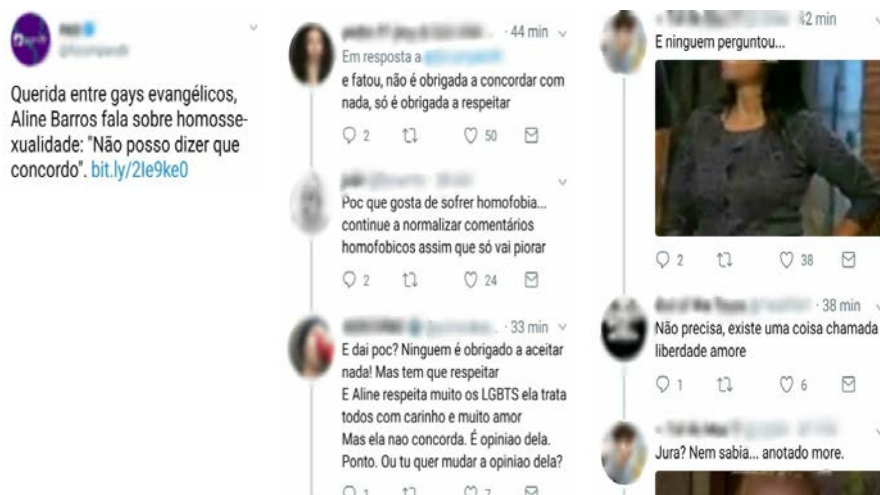 Querida entre gays evangélicos,
Aline Barros fala sobre homosse-
xualidade: "Não posso dizer que
concordo". bit.ly/2Ie9ke0
· 44 min
Em resposta a
e fatou, não é obrigada a concordar com
nada, só é obrigada a respeitar
2 50
Poc que gosta de sofrer homofobia...
continue a normalizar comentários
homofobicos assim que só vai piorar
2 24
· 33 min
E dai poc? Ninguem é obrigado a aceitar
nada! Mas tem que respeitar
E Aline respeita muito os LGBTS ela trata
todos com carinho e muito amor
Mas ela nao concorda. É opiniao dela.
Ponto. Ou tu quer mudar a opiniao dela?
1 7
42 min
E ninguem perguntou...
2 38
· 38 min
Não precisa, existe uma coisa chamada
liberdade amore
1 6
Jura? Nem sabia... anotado more.